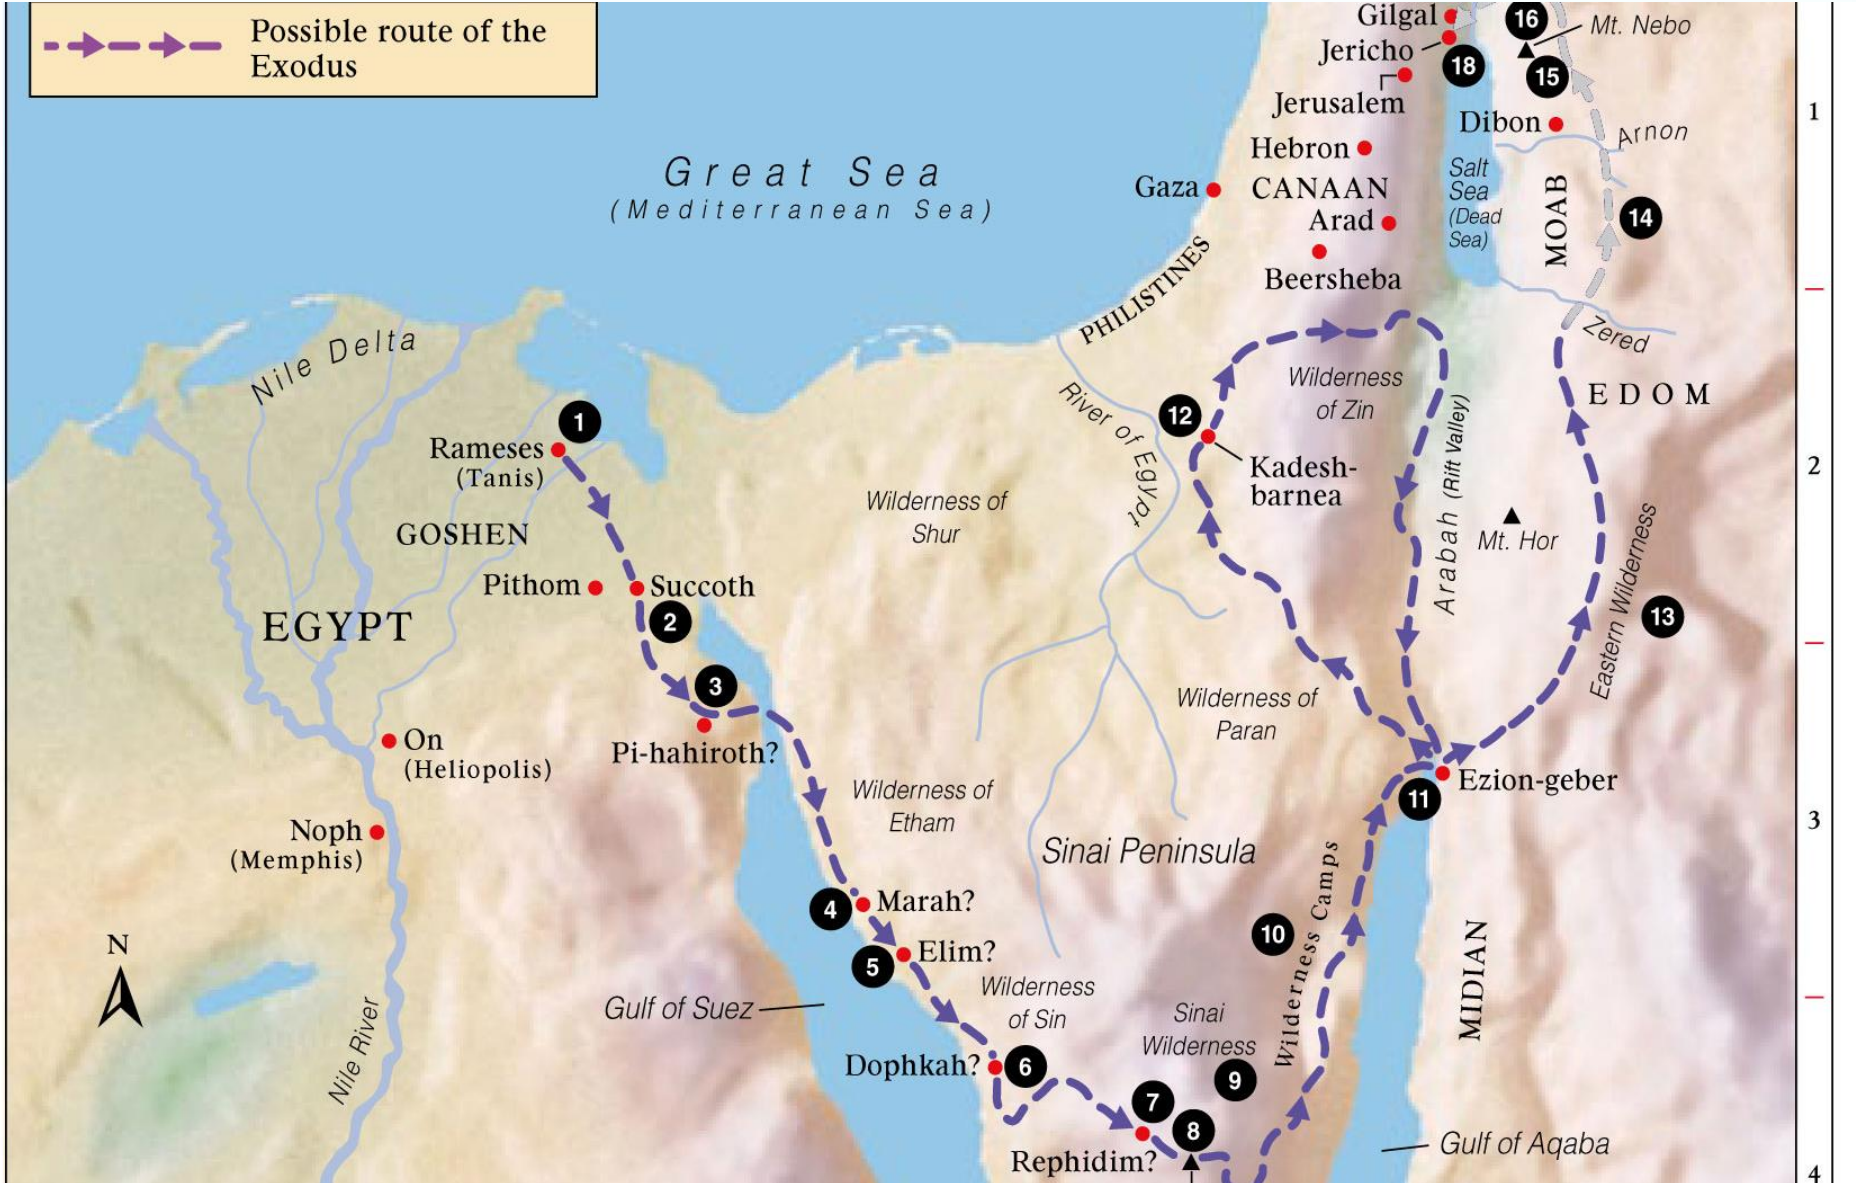 Possible route of the
Exodus
Gilgal
16
Mt. Nebo
Jericho
18
15
Jerusalem
1
Dibon
Arnon
Hebron
Great Sea
(Mediterranean Sea)
Salt
Sea
(Dead
Sea)
Gaza
CANAAN
MOAB
Arad
14
PHILISTINES
Beersheba
Nile Delta
Zered
Wilderness
of Zin
EDOM
1
12
River of Egypt
Arabah (Rift Valley)
Rameses
(Tanis)
Kadesh-
barnea
2
Wilderness of
Shur
GOSHEN
Mt. Hor
Eastern Wilderness
Pithom
Succoth
EGYPT
2
13
3
Wilderness of
Paran
On
(Heliopolis)
Pi-hahiroth?
Ezion-geber
11
Wilderness of
Etham
Noph
(Memphis)
3
Sinai Peninsula
Wilderness Camps
4
Marah?
10
N
5
Elim?
MIDIAN
Wilderness
of Sin
Gulf of Suez
Sinai
Wilderness
Nile River
Dophkah?
6
9
7
8
Gulf of Aqaba
Rephidim?
4